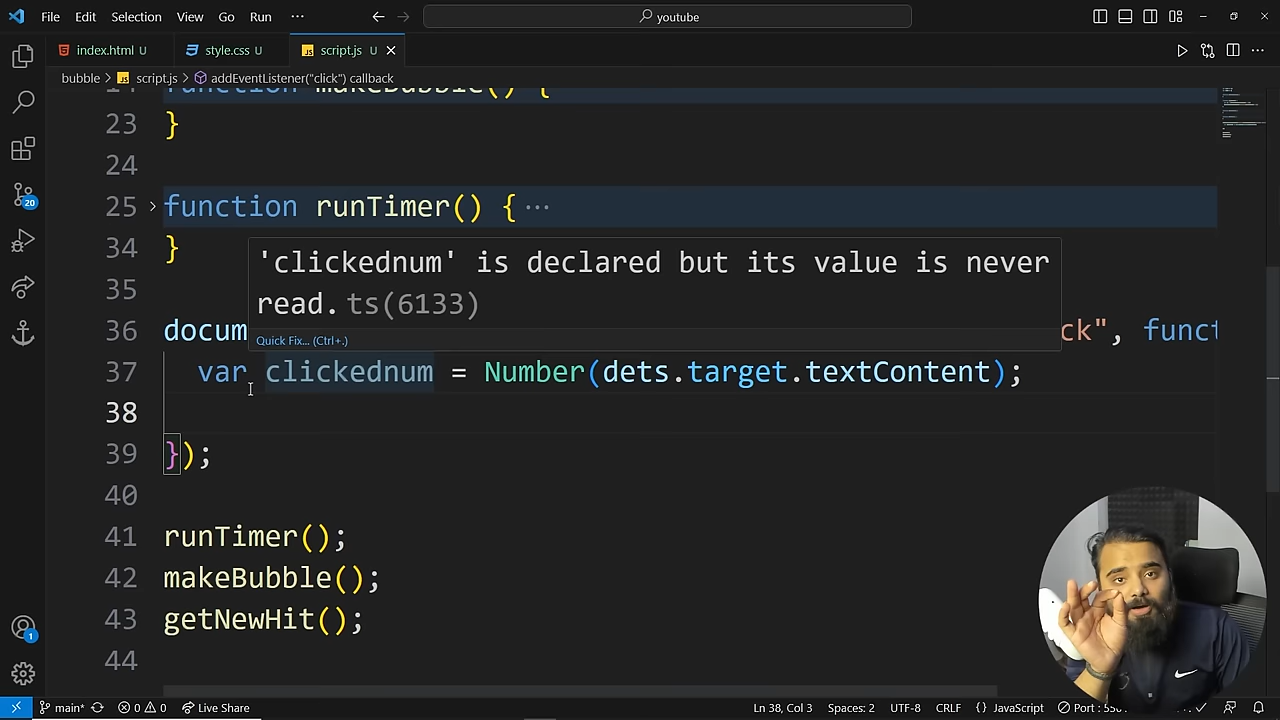 File Edit Selection View Go Run ··· youtube
index.html U style.css U script.js U
bubble > script.js > addEventListener("click") callback
function makeBubble() {
23 }
24
25 function runTimer() { ···
34 }
'clickednum' is declared but its value is never
read. ts(6133)
Quick Fix... (Ctrl+.)
35
36 docum ck", funct
37 var clickednum = Number(dets.target.textContent);
38
39 });
40
41 runTimer();
42 makeBubble();
43 getNewHit();
44
20
1
main* 0 0 Live Share Ln 38, Col 3 Spaces: 2 UTF-8 CRLF {} JavaScript Port :